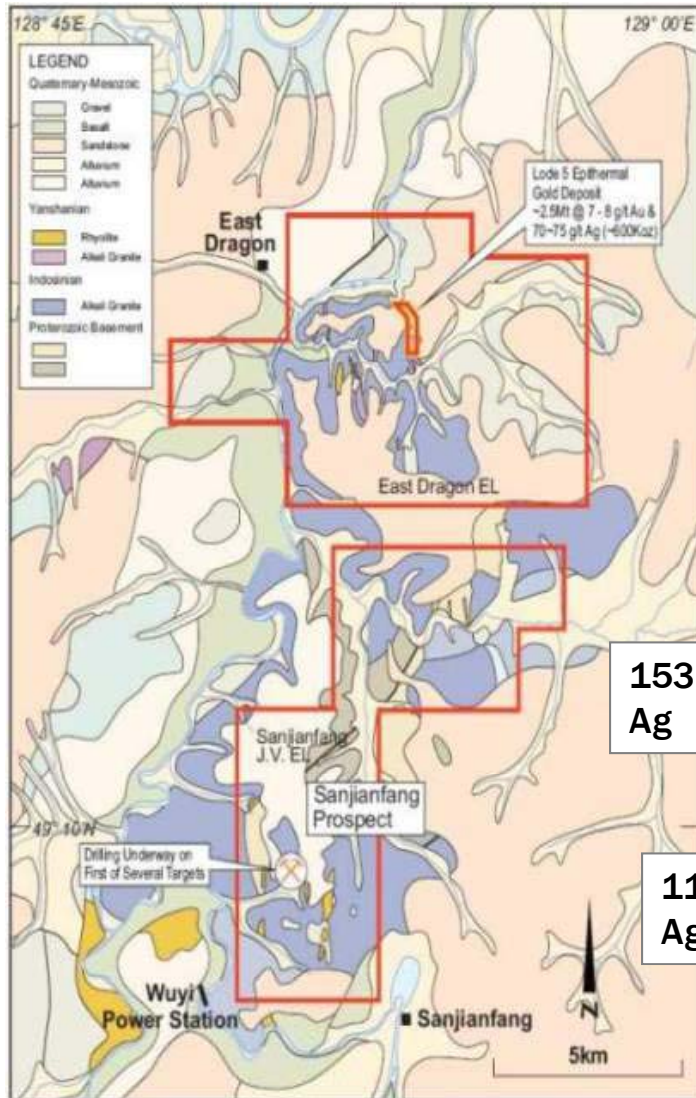 128° 45'E
129° 00'E
LEGEND
Quaternary-Mesozoic
Gravel
Basalt
Sandstone
Alluvium
Alluvium
Yanshanian
Rhyolite
Alkali Granite
Indosinian
Alkali Granite
Proterozoic Basement
Lode 5 Epithermal
Gold Deposit
~2.5Mt @ 7 - 8 g/t Au &
70~75 g/t Ag (~600Koz)
East
Dragon
East Dragon EL
153
Ag
Sanjianfang
J.V. EL
Sanjianfang
Prospect
49° 10'N
Drilling Underway on
First of Several Targets
11
Ag
Wuyi
Power Station
Sanjianfang
N
5km